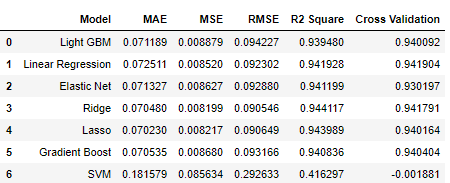 Model MAE MSE RMSE R2 Square Cross Validation
0 Light GBM 0.071189 0.008879 0.094227 0.939480 0.940092
1 Linear Regression 0.072511 0.008520 0.092302 0.941928 0.941904
2 Elastic Net 0.071327 0.008627 0.092880 0.941199 0.930197
3 Ridge 0.070480 0.008199 0.090546 0.944117 0.941791
4 Lasso 0.070230 0.008217 0.090649 0.943989 0.940164
5 Gradient Boost 0.070535 0.008680 0.093166 0.940836 0.940404
6 SVM 0.181579 0.085634 0.292633 0.416297 -0.001881